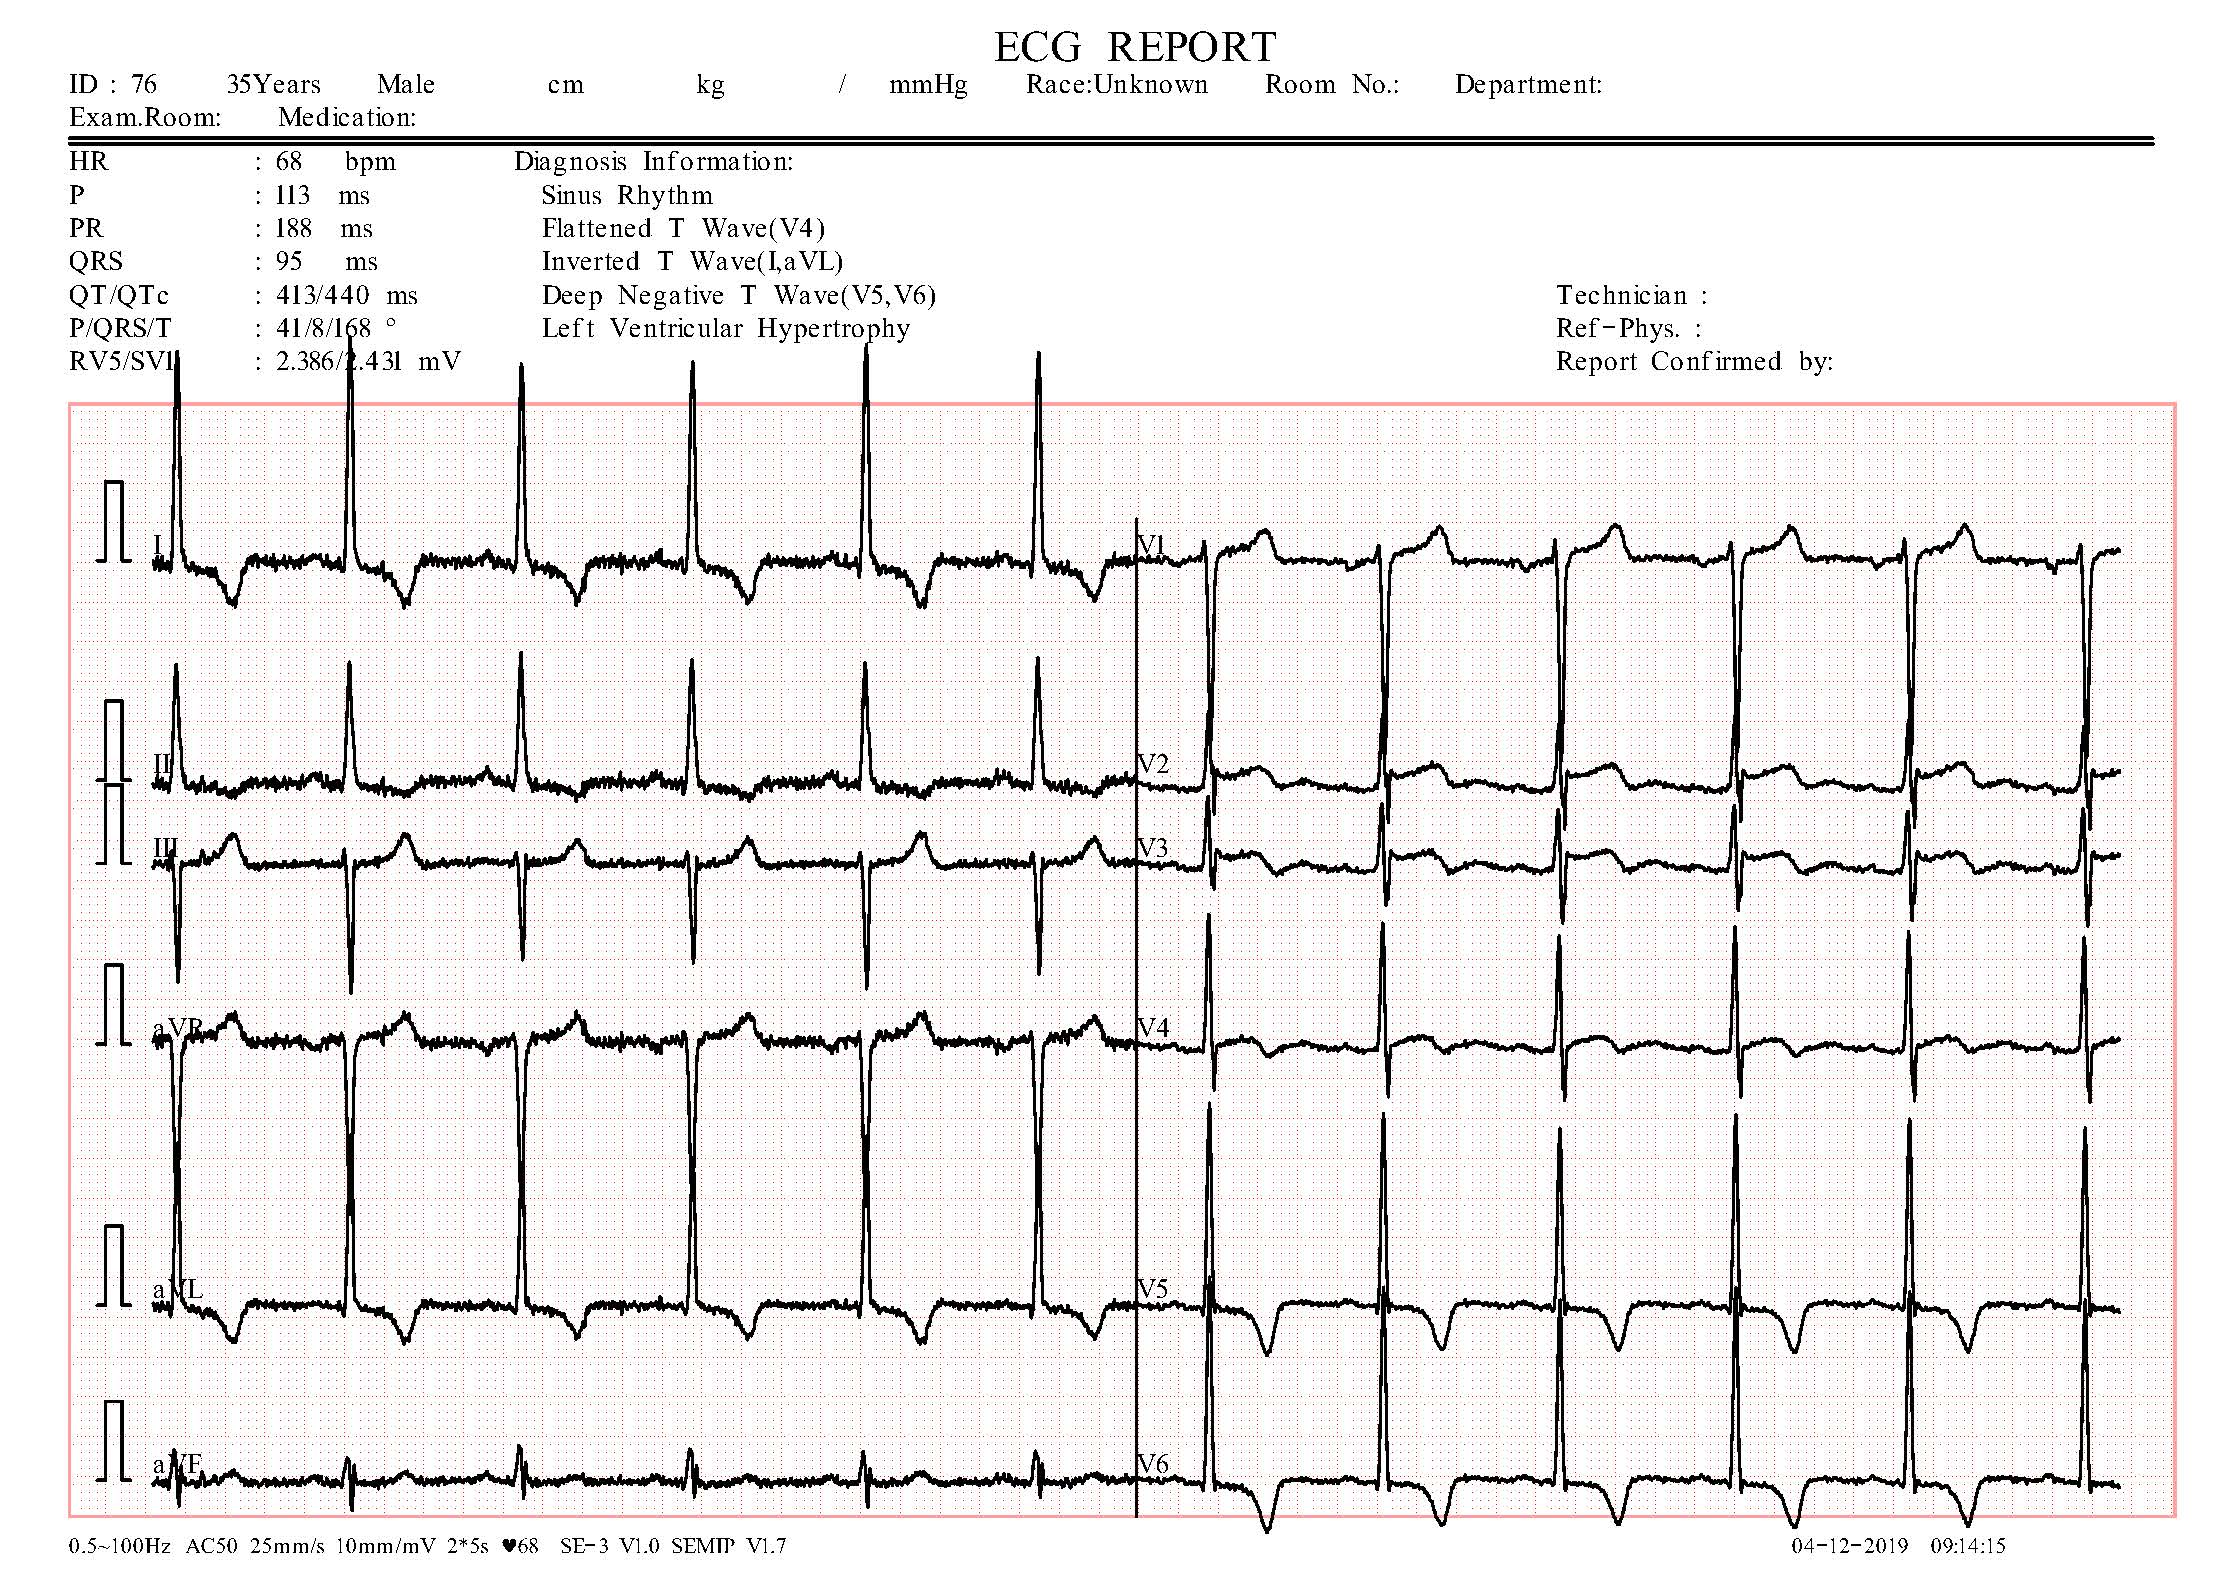 ECG REPORT
ID : 76 35Years Male cm kg / mmHg Race:Unknown Room No.: Department:
Exam.Room: Medication:
HR : 68 bpm Diagnosis Information:
P : 113 ms Sinus Rhythm
PR : 188 ms Flattened T Wave(V4)
QRS : 95 ms Inverted T Wave(I,aVL)
QT/QTc : 413/440 ms Deep Negative T Wave(V5,V6) Technician :
P/QRS/T : 41/8/168 ° Left Ventricular Hypertrophy Ref-Phys. :
RV5/SV1 : 2.386/2.431 mV Report Confirmed by:
I V1
II V2
III V3
aVR V4
aVL V5
aVF V6
0.5~100Hz AC50 25mm/s 10mm/mV 2*5s ♥68 SE-3 V1.0 SEMIP V1.7 04-12-2019 09:14:15